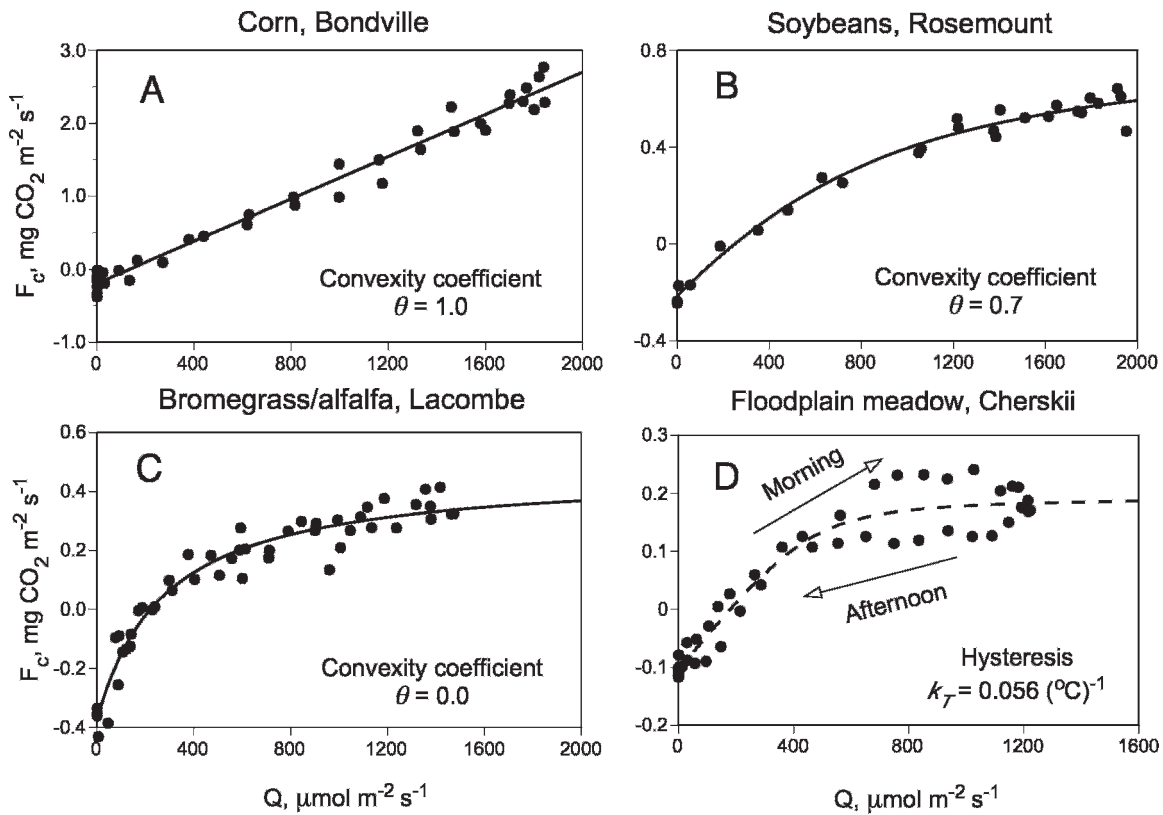 Corn, Bondville
A
3.0
2.0
1.0
0.0
-1.0
F_c, mg CO2 m-2 s-1
Convexity coefficient
θ = 1.0
0 400 800 1200 1600 2000
Soybeans, Rosemount
B
0.8
0.4
0
-0.4
Convexity coefficient
θ = 0.7
0 400 800 1200 1600 2000
Bromegrass/alfalfa, Lacombe
C
0.6
0.4
0.2
0.0
-0.2
-0.4
F_c, mg CO2 m-2 s-1
Convexity coefficient
θ = 0.0
0 400 800 1200 1600 2000
Q, μmol m-2 s-1
Floodplain meadow, Cherskii
D
0.3
0.2
0.1
0.0
-0.1
-0.2
Morning
Afternoon
Hysteresis
k_T = 0.056 (oC)-1
0 400 800 1200 1600
Q, μmol m-2 s-1